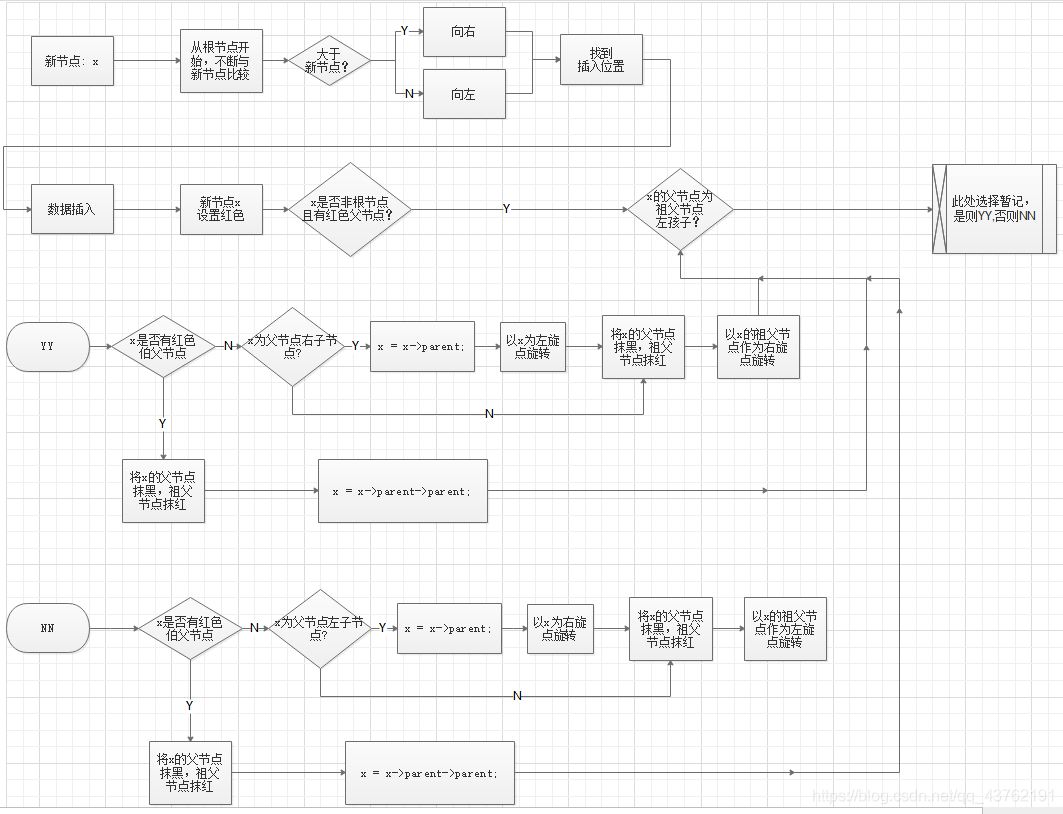 新节点：x
从根节点开
始，不断与
新节点比较
大于
新节点？
Y
向右
N
向左
找到
插入位置
数据插入
新节点x
设置红色
x是否非根节点
且有红色父节点？
Y
x的父节点为
祖父节点
左孩子？
此处选择暂记，
是则YY,否则NN
YY
x是否有红色
伯父节点
N
x为父节点右子节
点？
Y
x = x->parent;
以x为左旋
点旋转
将x的父节点
抹黑，祖父
节点抹红
以x的祖父节
点作为右旋
点旋转
N
Y
将x的父节点
抹黑，祖父
节点抹红
x = x->parent->parent;
NN
x是否有红色
伯父节点
N
x为父节点左子节
点？
Y
x = x->parent;
以x为右旋
点旋转
将x的父节点
抹黑，祖父
节点抹红
以x的祖父节
点作为左旋
点旋转
N
Y
将x的父节点
抹黑，祖父
节点抹红
x = x->parent->parent;
https://blog.csdn.net/qq_43762191